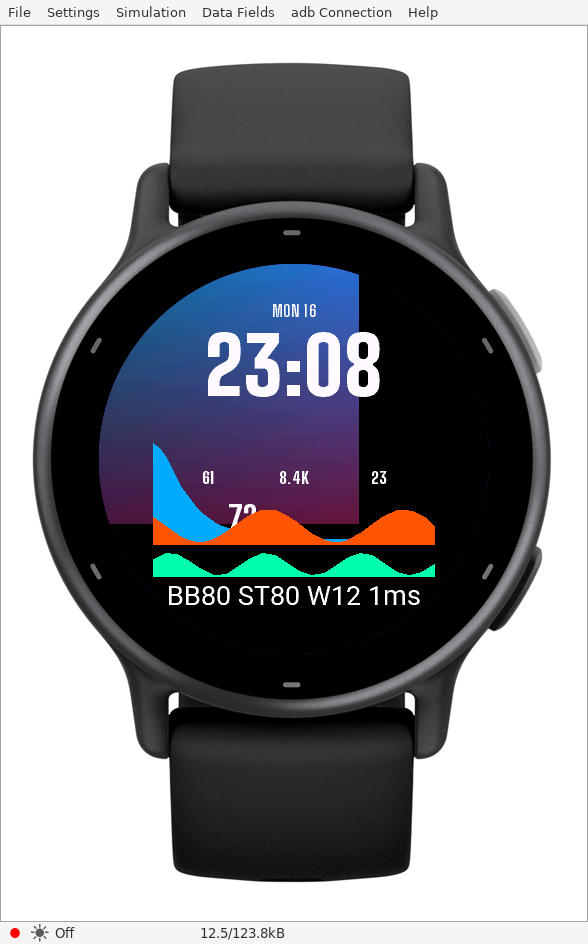 File Settings Simulation Data Fields adb Connection Help
MON 16
23:08
61 8.4K 23
72
BB80 ST80 W12 1ms
Off 12.5/123.8kB